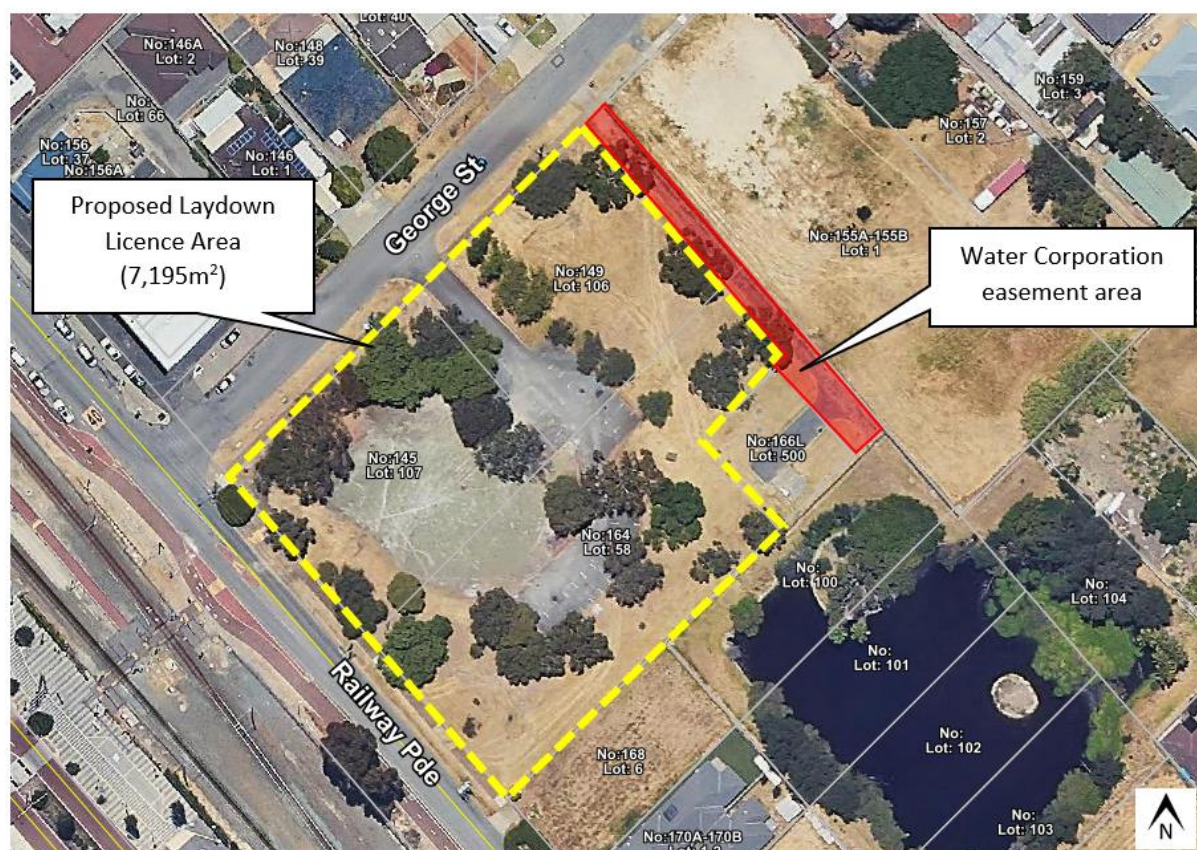 Lot: 40
No:146A
Lot: 2
No:148
Lot: 39
No:
Lot: 66
No:156
Lot: 37
No:156A
No:146
Lot: 1
No:159
Lot: 3
No:157
Lot: 2
Proposed Laydown
Licence Area
(7,195m²)
George St
No:155A-155B
Lot: 1
Water Corporation
easement area
No:149
Lot: 106
No:145
Lot: 107
No:166L
Lot: 500
No:164
Lot: 58
No:
Lot: 100
No:
Lot: 104
No:
Lot: 101
Railway Pde
No:
Lot: 102
No:168
Lot: 6
No:
Lot: 103
No:170A-170B
N